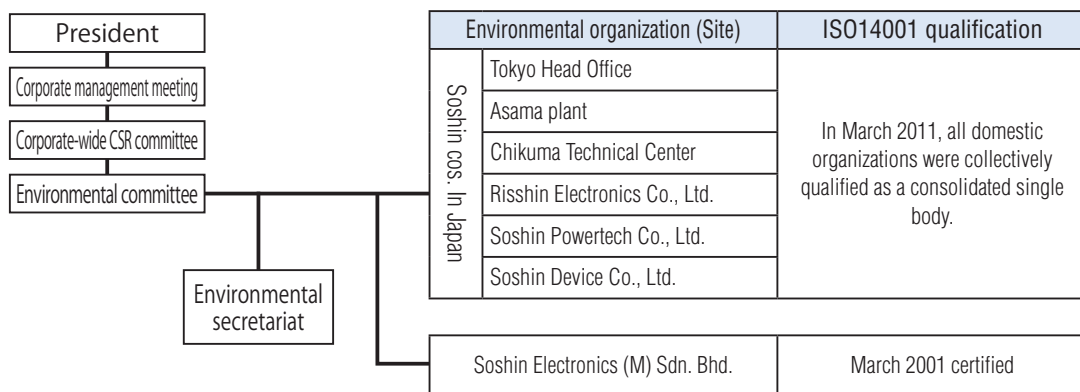 President
Corporate management meeting
Corporate-wide CSR committee
Environmental committee
Environmental
secretariat
Environmental organization (Site)
ISO14001 qualification
Soshin cos. In Japan
Tokyo Head Office
Asama plant
Chikuma Technical Center
Risshin Electronics Co., Ltd.
Soshin Powertech Co., Ltd.
Soshin Device Co., Ltd.
In March 2011, all domestic
organizations were collectively
qualified as a consolidated single
body.
Soshin Electronics (M) Sdn. Bhd.
March 2001 certified